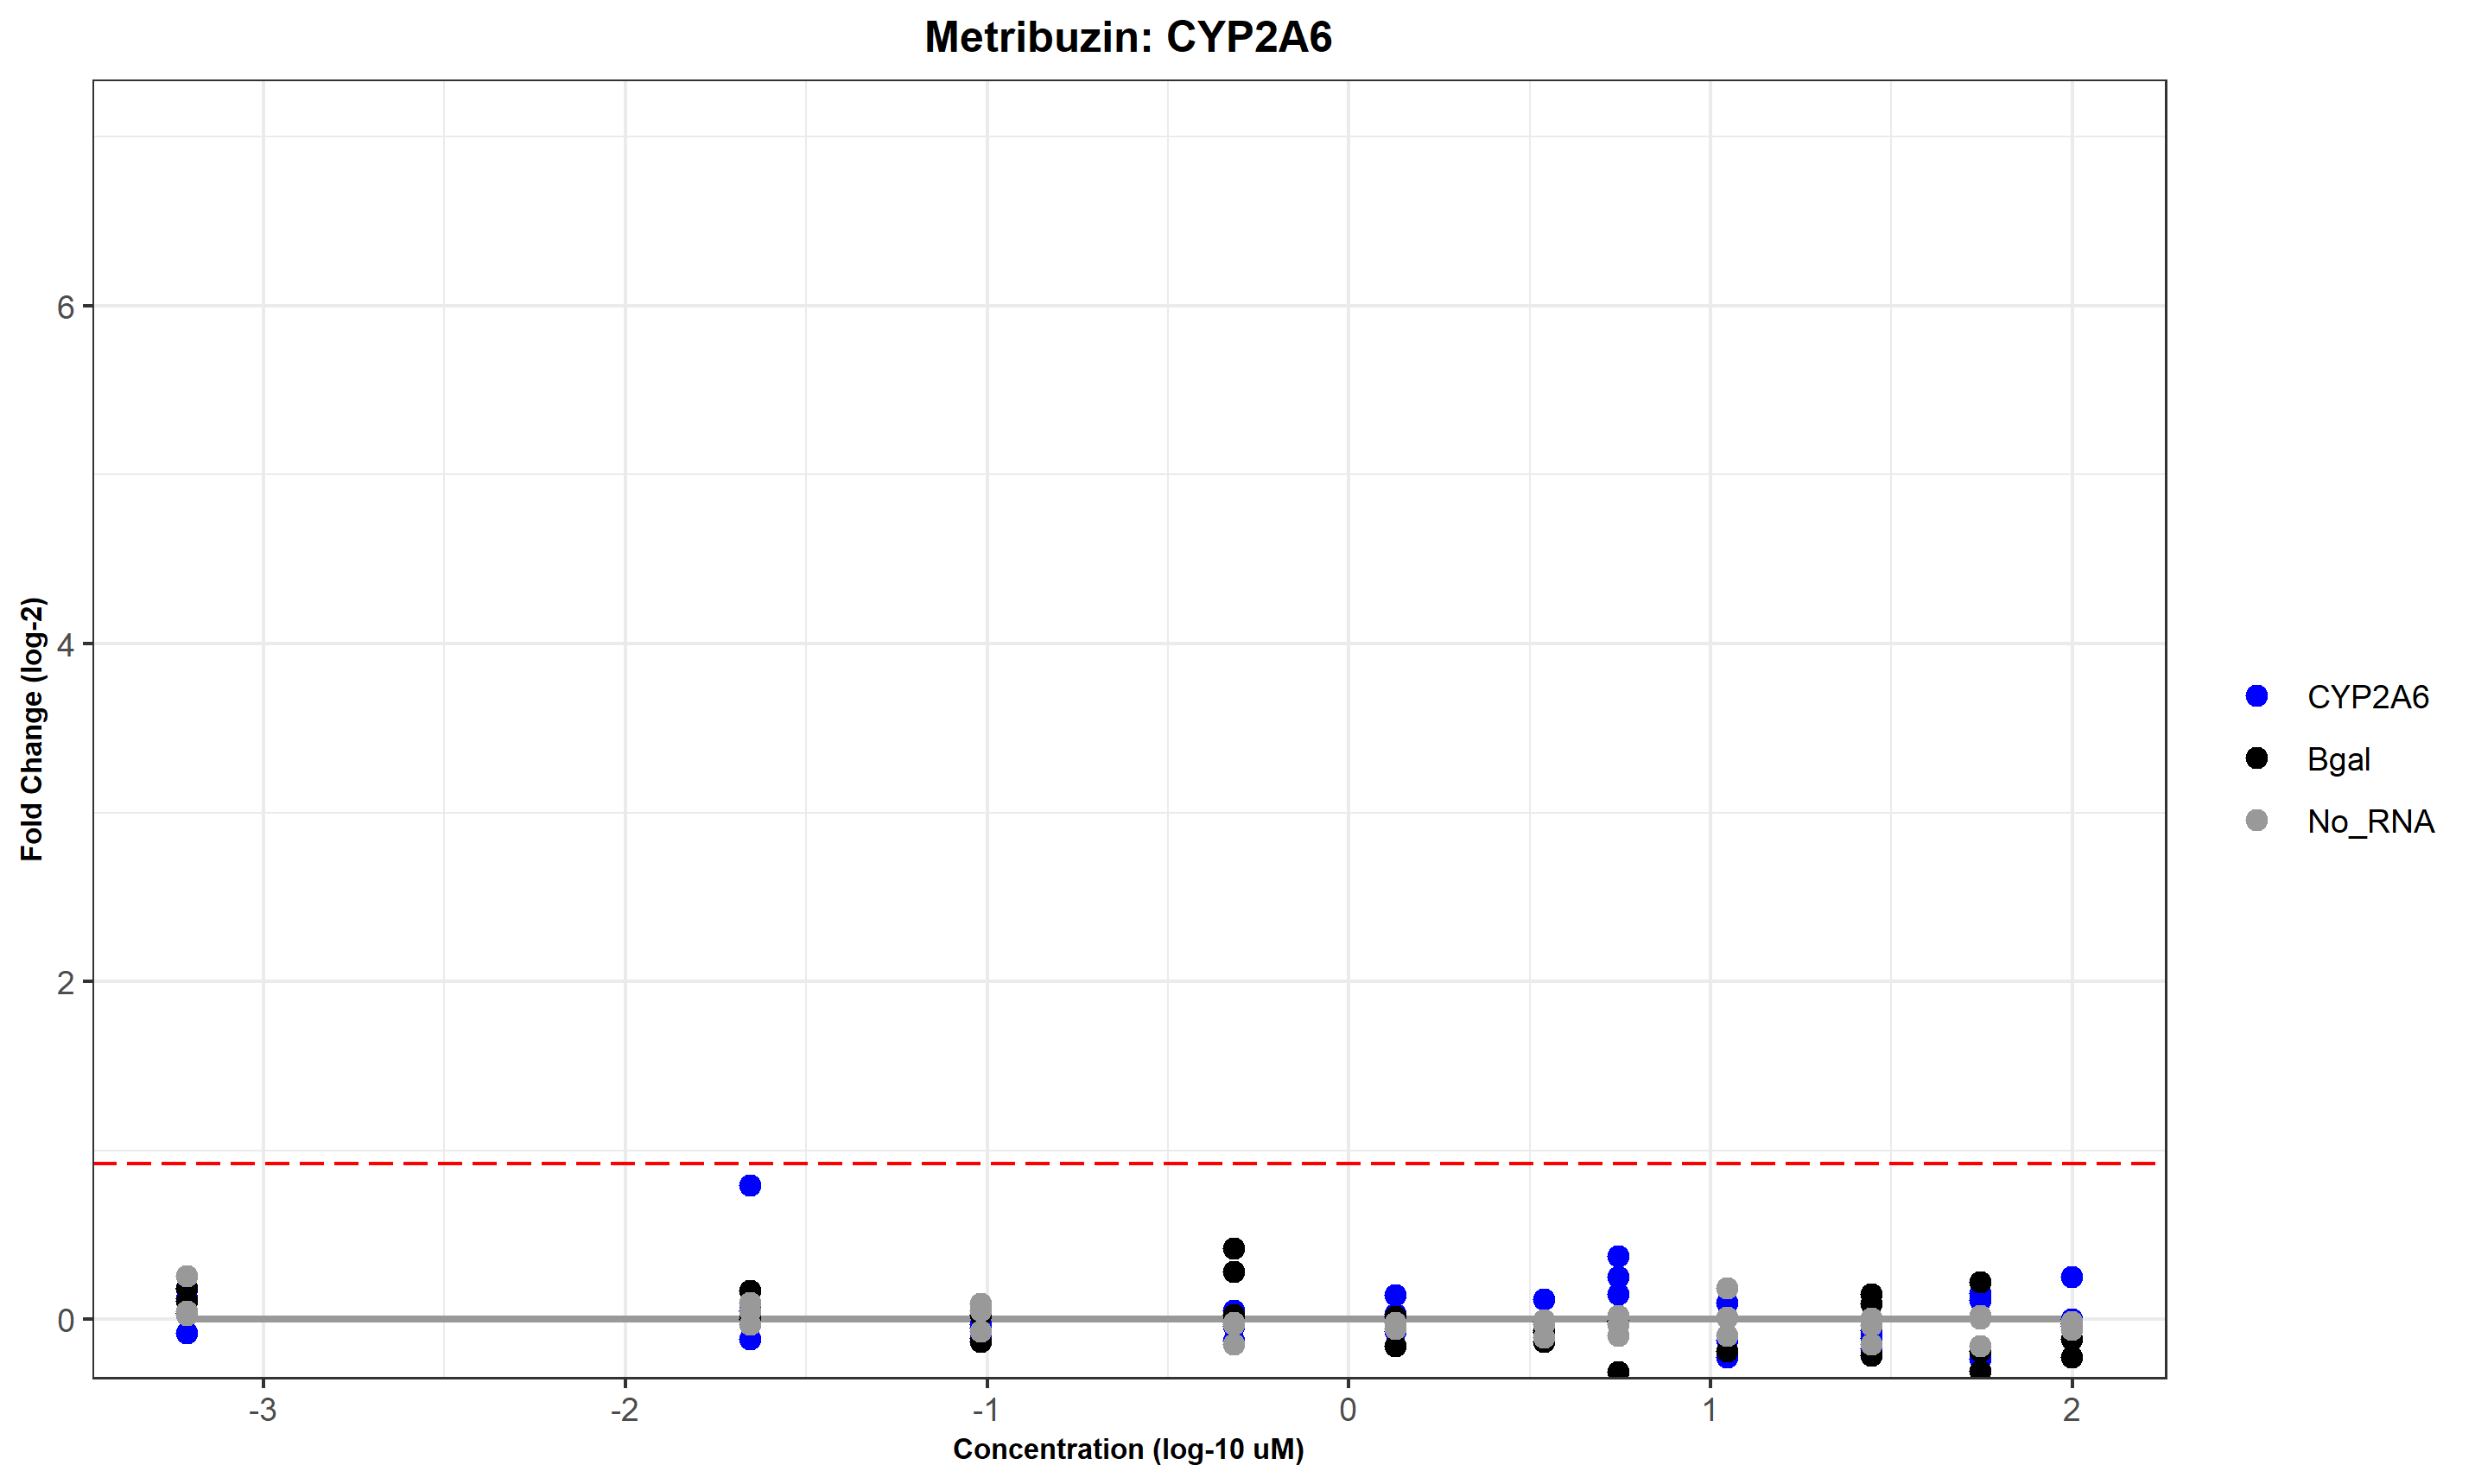 Metribuzin: CYP2A6
Fold Change (log-2)
6
4
2
0
-3
-2
-1
0
1
2
Concentration (log-10 uM)
CYP2A6
Bgal
No_RNA